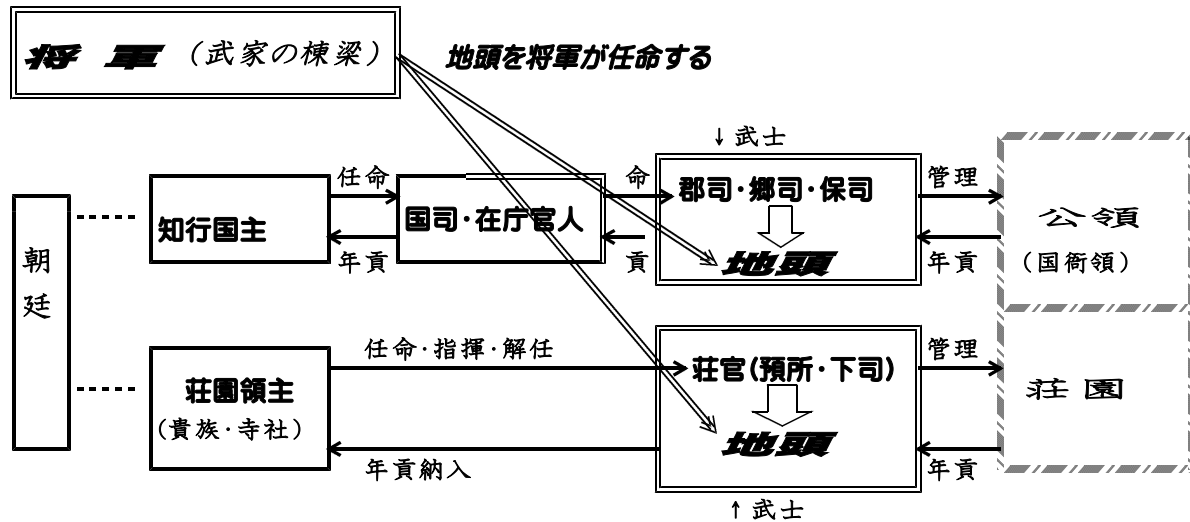 将 軍 （武家の棟梁）
地頭を将軍が任命する
↓武士
任命
命
管理
朝廷
知行国主
国司・在庁官人
郡司・郷司・保司
地頭
公領
（国衙領）
年貢
貢
年貢
任命・指揮・解任
管理
荘園領主
（貴族・寺社）
荘官（預所・下司）
地頭
荘園
年貢納入
年貢
↑武士